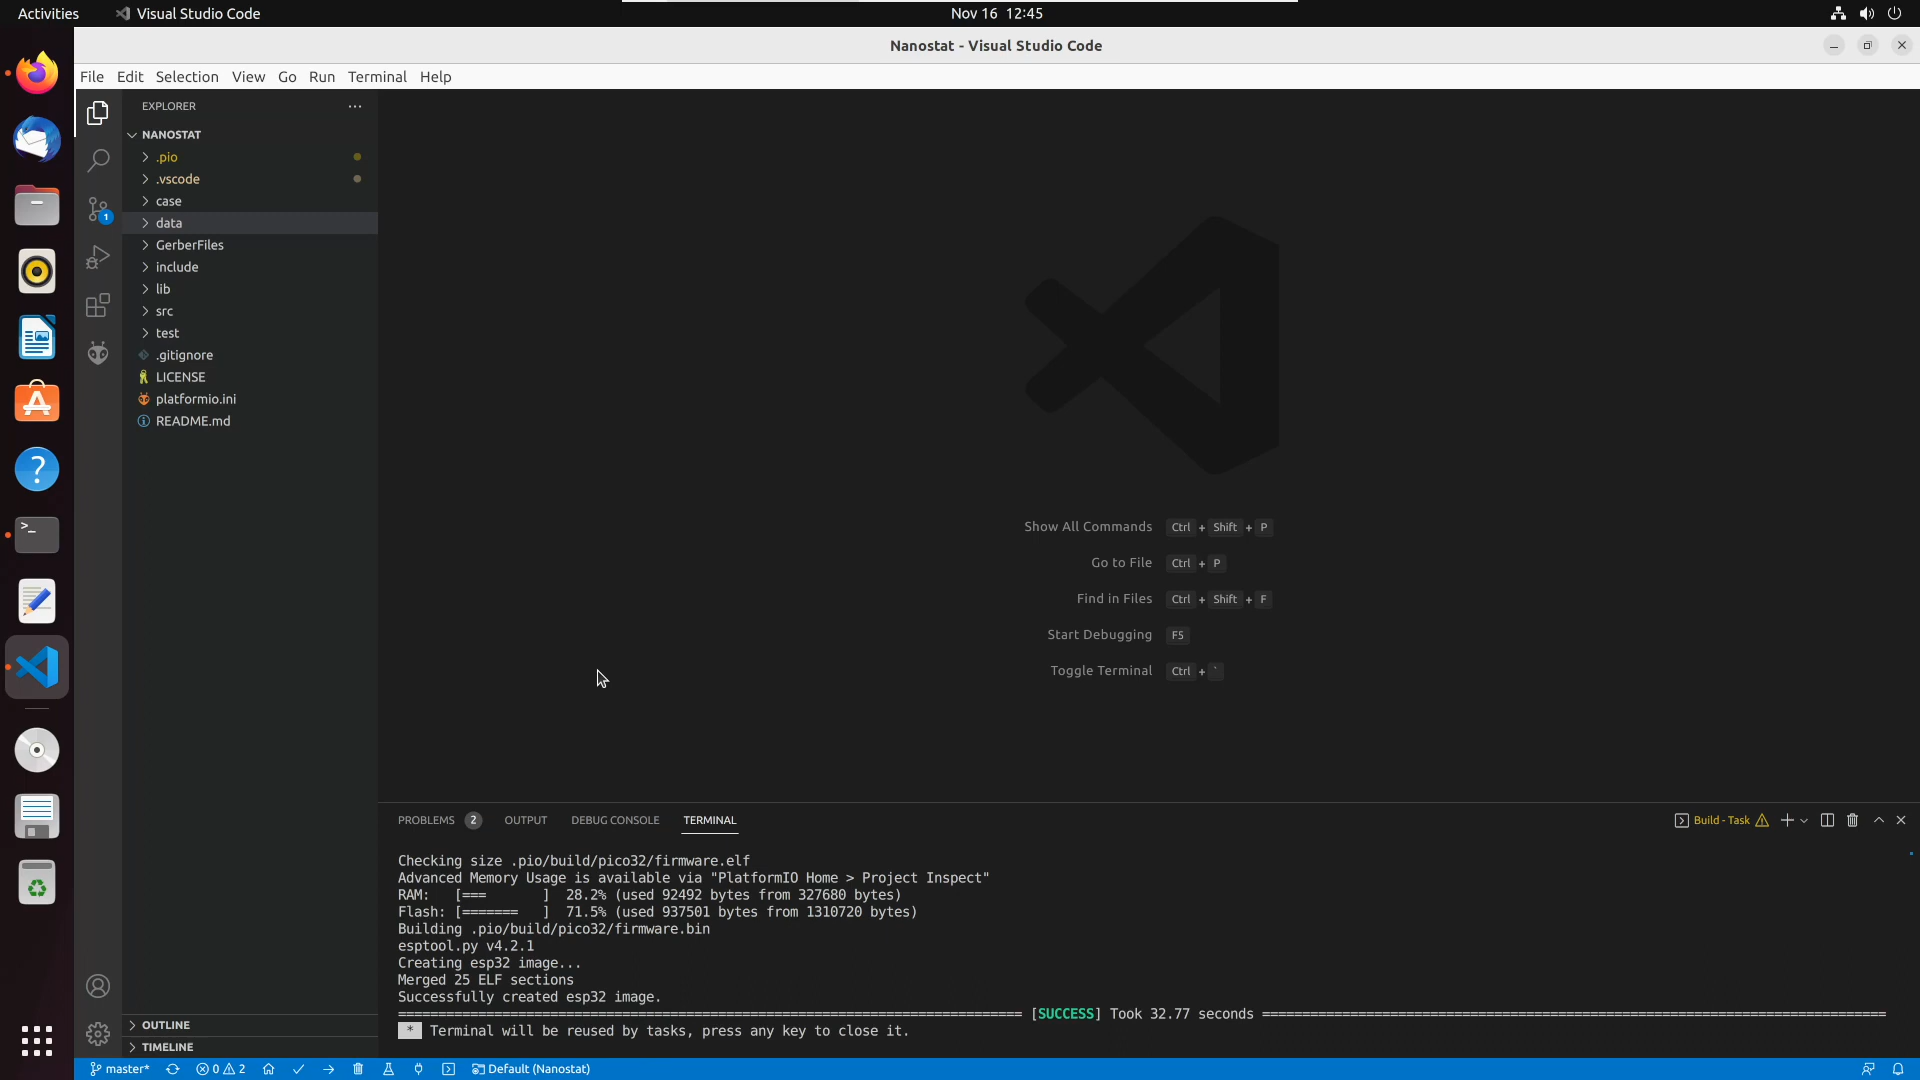 Activities
Visual Studio Code
Nov 16 12:45
Nanostat - Visual Studio Code
File Edit Selection View Go Run Terminal Help
EXPLORER
NANOSTAT
.pio
.vscode
case
data
GerberFiles
include
lib
src
test
.gitignore
LICENSE
platformio.ini
README.md
1
Show All Commands Ctrl + Shift + P
Go to File Ctrl + P
Find in Files Ctrl + Shift + F
Start Debugging F5
Toggle Terminal Ctrl + `
PROBLEMS 2 OUTPUT DEBUG CONSOLE TERMINAL
Build - Task
Checking size .pio/build/pico32/firmware.elf
Advanced Memory Usage is available via "PlatformIO Home > Project Inspect"
RAM:   [===       ]  28.2% (used 92492 bytes from 327680 bytes)
Flash: [=======   ]  71.5% (used 937501 bytes from 1310720 bytes)
Building .pio/build/pico32/firmware.bin
esptool.py v4.2.1
Creating esp32 image...
Merged 25 ELF sections
Successfully created esp32 image.
[SUCCESS] Took 32.77 seconds
* Terminal will be reused by tasks, press any key to close it.
OUTLINE
TIMELINE
master* 0 2 Default (Nanostat)